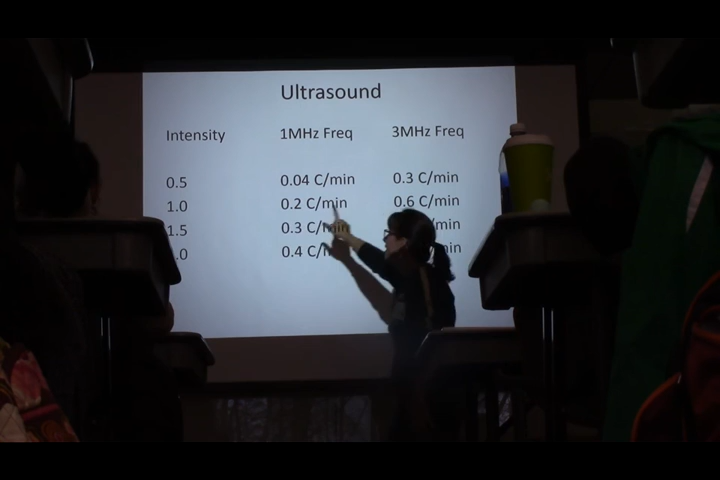 Ultrasound
Intensity 1MHz Freq 3MHz Freq
0.5 0.04 C/min 0.3 C/min
1.0 0.2 C/min 0.6 C/min
1.5 0.3 C/min
.0 0.4 C/